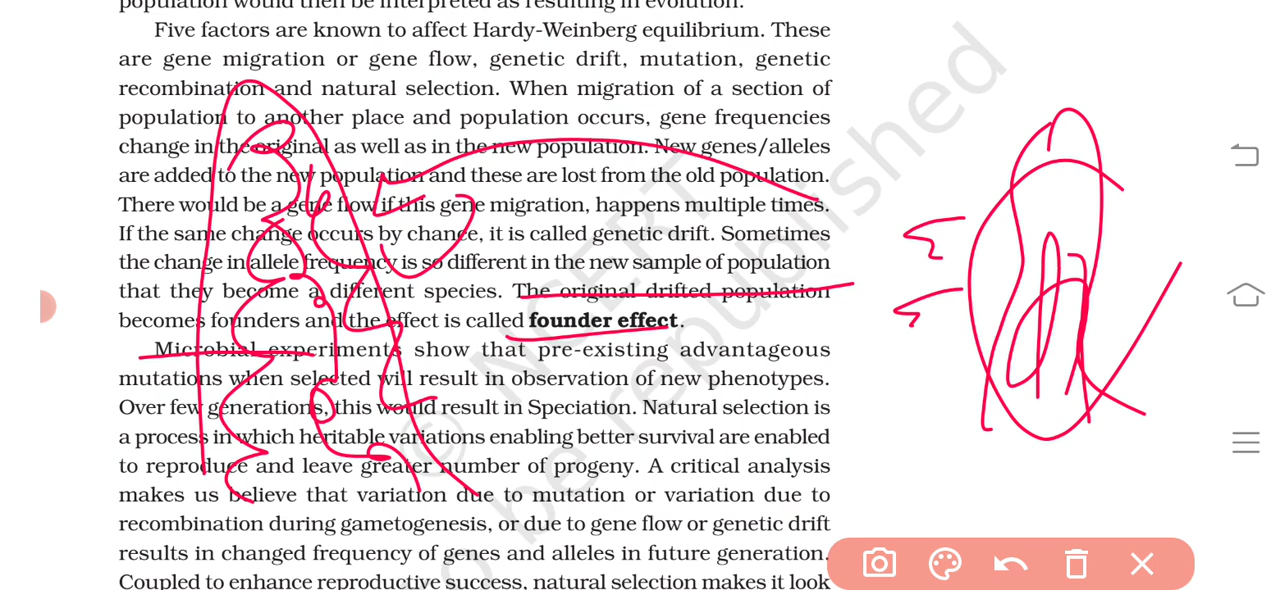 population would then be interpreted as resulting in evolution.
Five factors are known to affect Hardy-Weinberg equilibrium. These
are gene migration or gene flow, genetic drift, mutation, genetic
recombination and natural selection. When migration of a section of
population to another place and population occurs, gene frequencies
change in the original as well as in the new population. New genes/alleles
are added to the new population and these are lost from the old population.
There would be a gene flow if this gene migration, happens multiple times.
If the same change occurs by chance, it is called genetic drift. Sometimes
the change in allele frequency is so different in the new sample of population
that they become a different species. The original drifted population
becomes founders and the effect is called founder effect.
Microbial experiments show that pre-existing advantageous
mutations when selected will result in observation of new phenotypes.
Over few generations, this would result in Speciation. Natural selection is
a process in which heritable variations enabling better survival are enabled
to reproduce and leave greater number of progeny. A critical analysis
makes us believe that variation due to mutation or variation due to
recombination during gametogenesis, or due to gene flow or genetic drift
results in changed frequency of genes and alleles in future generation.
Coupled to enhance reproductive success, natural selection makes it look
© NCERT
be republished